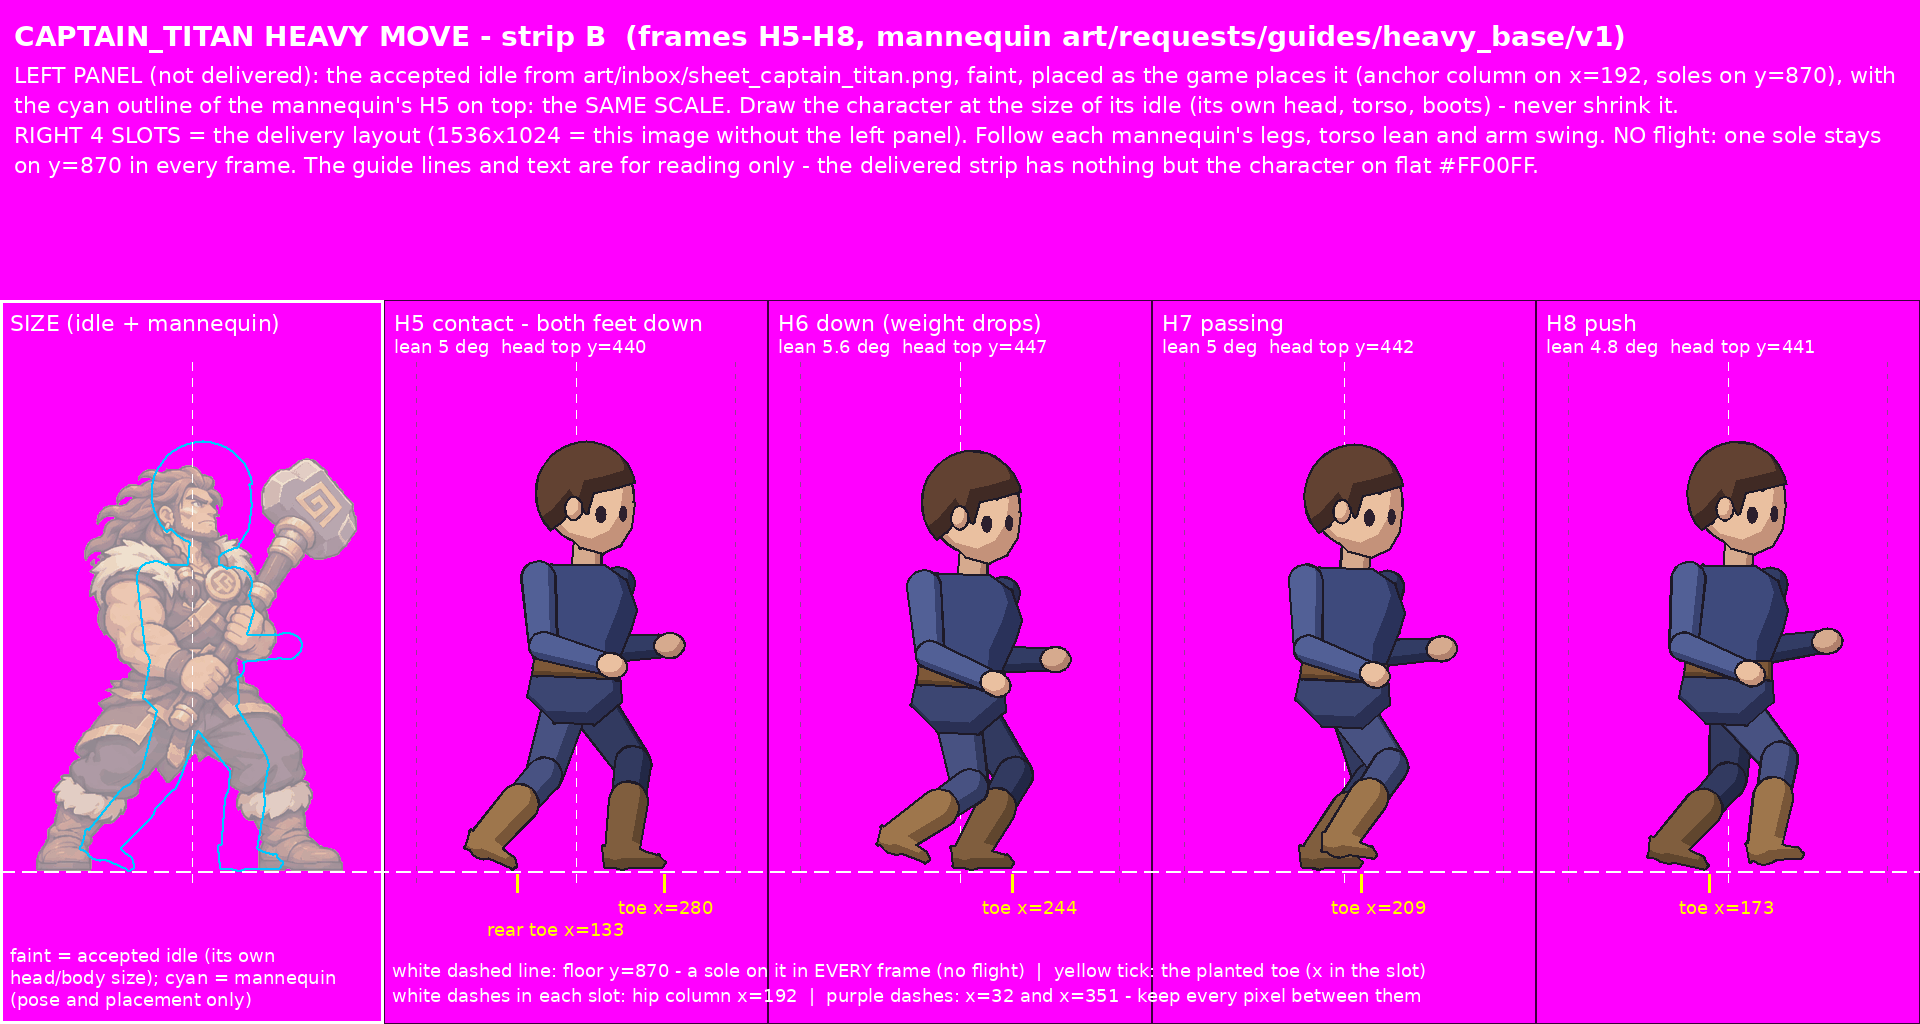 CAPTAIN_TITAN HEAVY MOVE - strip B  (frames H5-H8, mannequin art/requests/guides/heavy_base/v1)
LEFT PANEL (not delivered): the accepted idle from art/inbox/sheet_captain_titan.png, faint, placed as the game places it (anchor column on x=192, soles on y=870), with
the cyan outline of the mannequin's H5 on top: the SAME SCALE. Draw the character at the size of its idle (its own head, torso, boots) - never shrink it.
RIGHT 4 SLOTS = the delivery layout (1536x1024 = this image without the left panel). Follow each mannequin's legs, torso lean and arm swing. NO flight: one sole stays
on y=870 in every frame. The guide lines and text are for reading only - the delivered strip has nothing but the character on flat #FF00FF.
SIZE (idle + mannequin)
H5 contact - both feet down
lean 5 deg  head top y=440
H6 down (weight drops)
lean 5.6 deg  head top y=447
H7 passing
lean 5 deg  head top y=442
H8 push
lean 4.8 deg  head top y=441
toe x=280
rear toe x=133
toe x=244
toe x=209
toe x=173
faint = accepted idle (its own
head/body size); cyan = mannequin
(pose and placement only)
white dashed line: floor y=870 - a sole on it in EVERY frame (no flight)  |  yellow tick: the planted toe (x in the slot)
white dashes in each slot: hip column x=192  |  purple dashes: x=32 and x=351 - keep every pixel between them